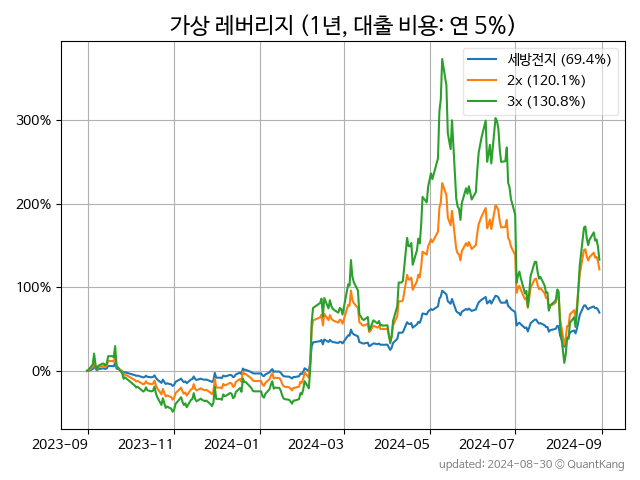 가상 레버리지 (1년, 대출 비용: 연 5%)
세방전지 (69.4%)
2x (120.1%)
3x (130.8%)
300%
200%
100%
0%
2023-09 2023-11 2024-01 2024-03 2024-05 2024-07 2024-09
updated: 2024-08-30 © QuantKang